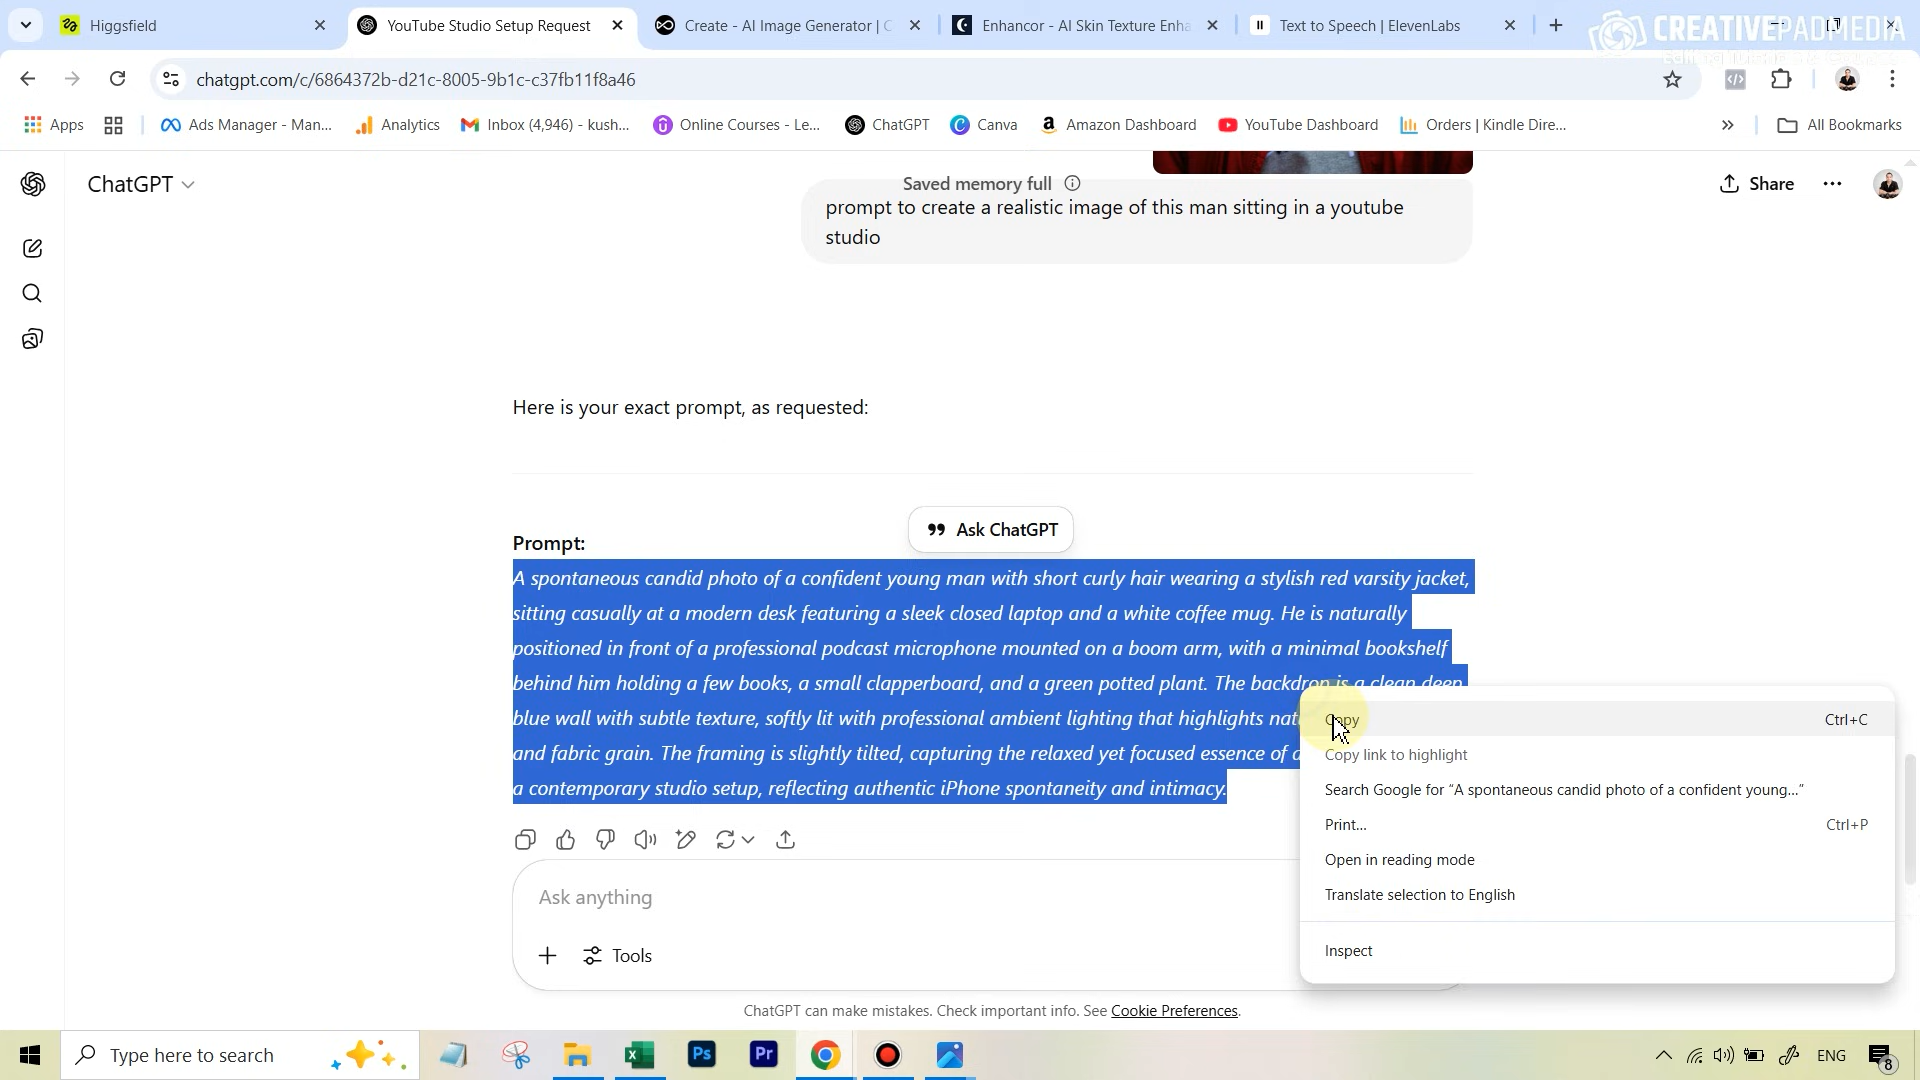 Higgsfield
YouTube Studio Setup Request
Create - AI Image Generator | C
Enhancor - AI Skin Texture Enha
Text to Speech | ElevenLabs
CREATIVEPADMEDIA
chatgpt.com/c/6864372b-d21c-8005-9b1c-c37fb11f8a46
Apps
Ads Manager - Man...
Analytics
Inbox (4,946) - kush...
Online Courses - Le...
ChatGPT
Canva
Amazon Dashboard
YouTube Dashboard
Orders | Kindle Dire...
All Bookmarks
ChatGPT
Saved memory full
Share
prompt to create a realistic image of this man sitting in a youtube
studio
Here is your exact prompt, as requested:
Ask ChatGPT
Prompt:
A spontaneous candid photo of a confident young man with short curly hair wearing a stylish red varsity jacket,
sitting casually at a modern desk featuring a sleek closed laptop and a white coffee mug. He is naturally
positioned in front of a professional podcast microphone mounted on a boom arm, with a minimal bookshelf
behind him holding a few books, a small clapperboard, and a green potted plant. The backdrop is a clean deep
blue wall with subtle texture, softly lit with professional ambient lighting that highlights
and fabric grain. The framing is slightly tilted, capturing the relaxed yet focused essence of
a contemporary studio setup, reflecting authentic iPhone spontaneity and intimacy.
Copy Ctrl+C
Copy link to highlight
Search Google for “A spontaneous candid photo of a confident young...”
Print... Ctrl+P
Open in reading mode
Translate selection to English
Inspect
Ask anything
Tools
ChatGPT can make mistakes. Check important info. See Cookie Preferences.
Type here to search
Ps
Pr
ENG
8